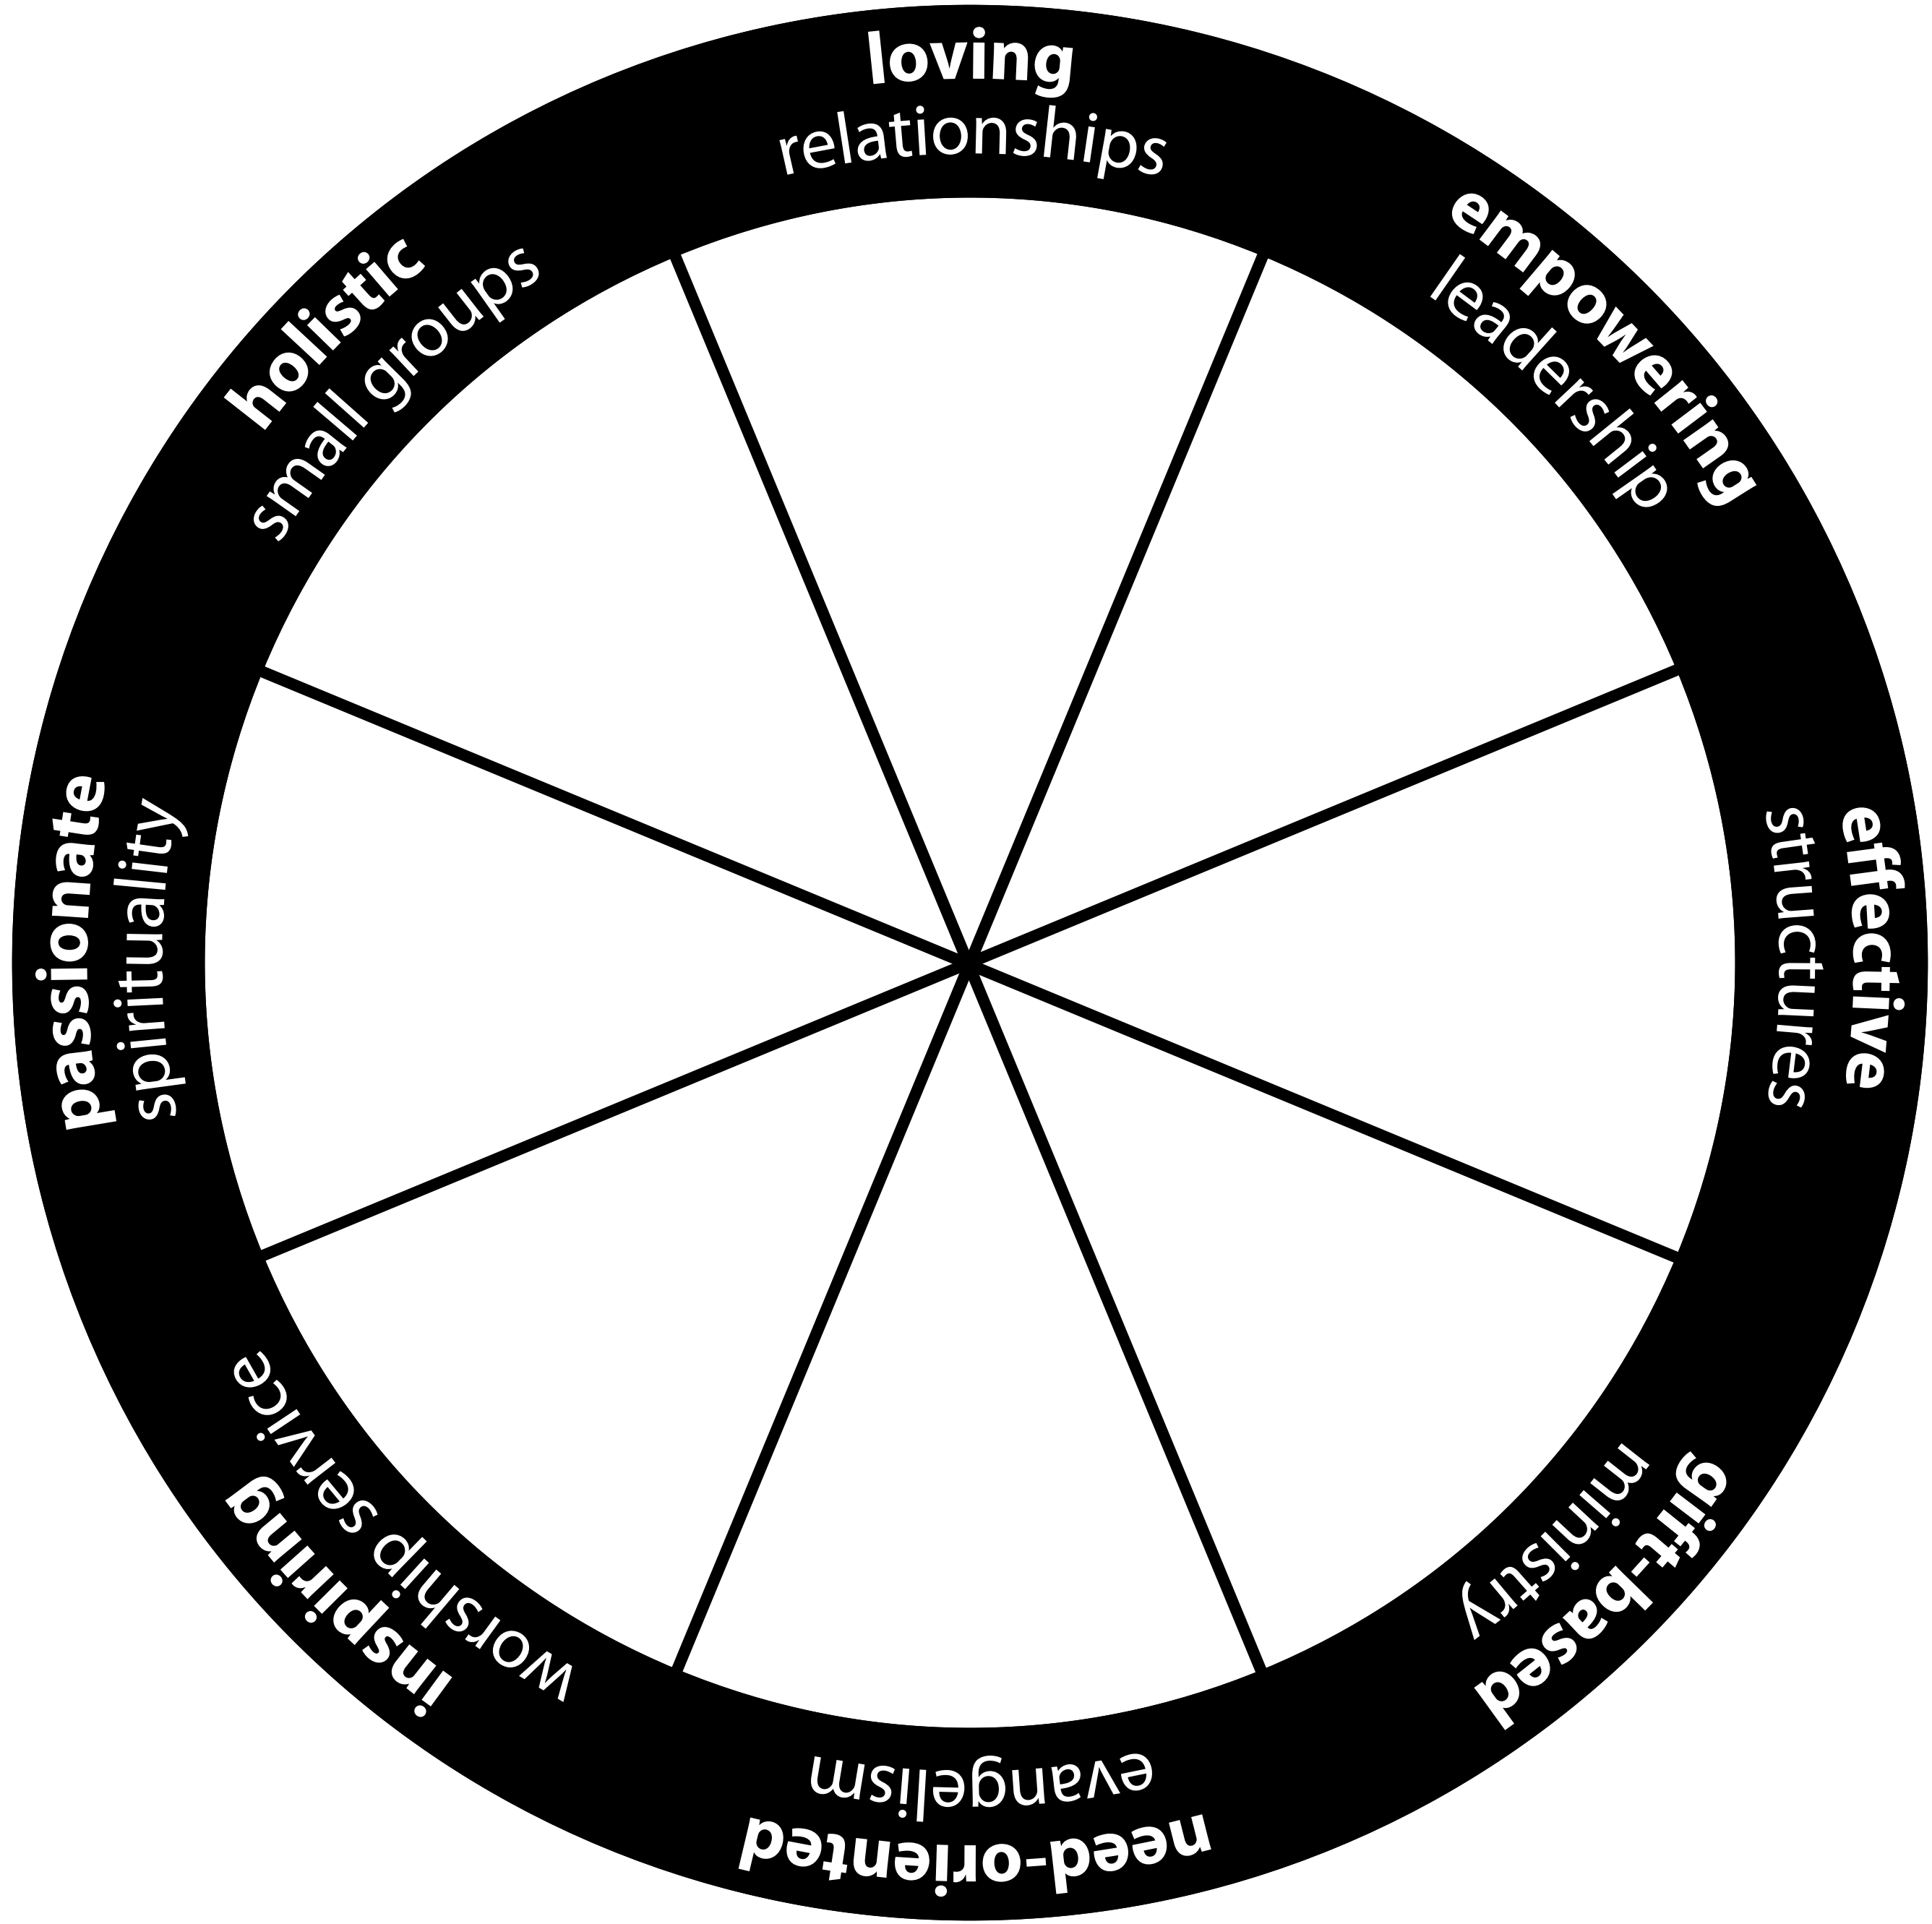 loving
relationships
empowering
leadership
effective
structures
gift-based
ministry
need-oriented
evangelism
inspiring
worship service
passionate
spirituality
holistic
small groups